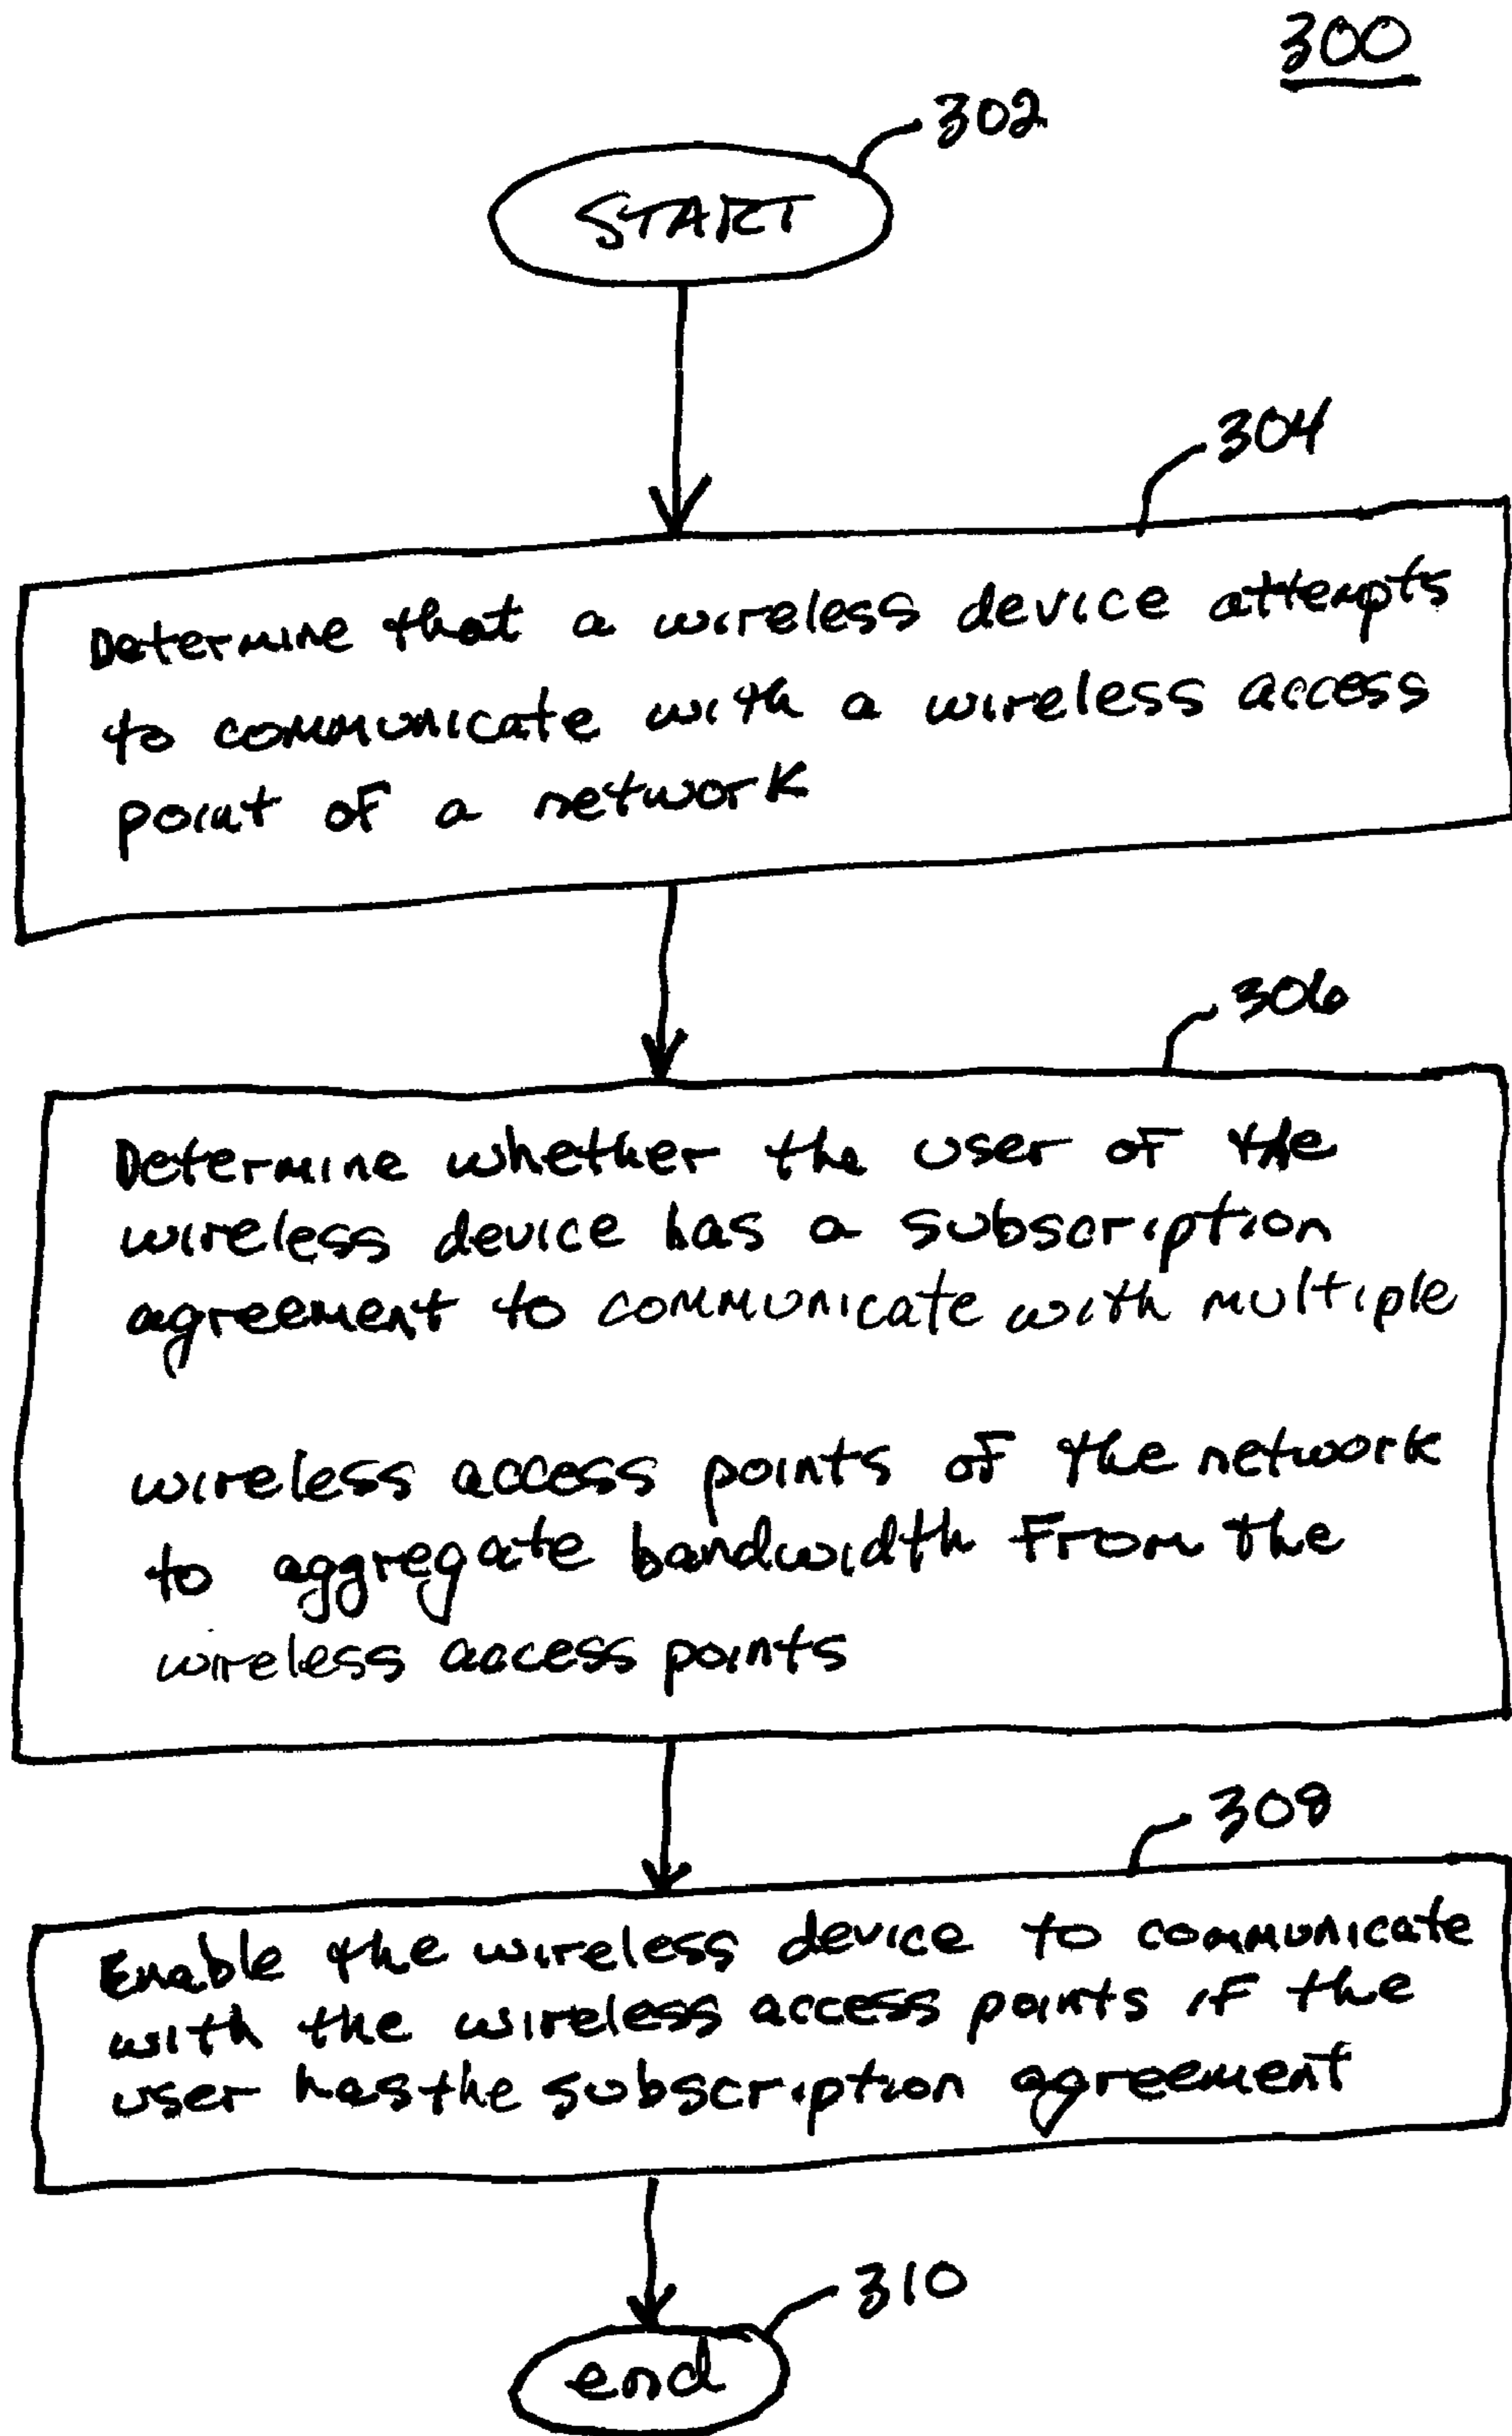 300
302
START
304
Determine that a wireless device attempts
to communicate with a wireless access
point of a network
306
Determine whether the user of the
wireless device has a subscription
agreement to communicate with multiple
wireless access points of the network
to aggregate bandwidth from the
wireless access points
308
Enable the wireless device to communicate
with the wireless access points if the
user has the subscription agreement
310
end